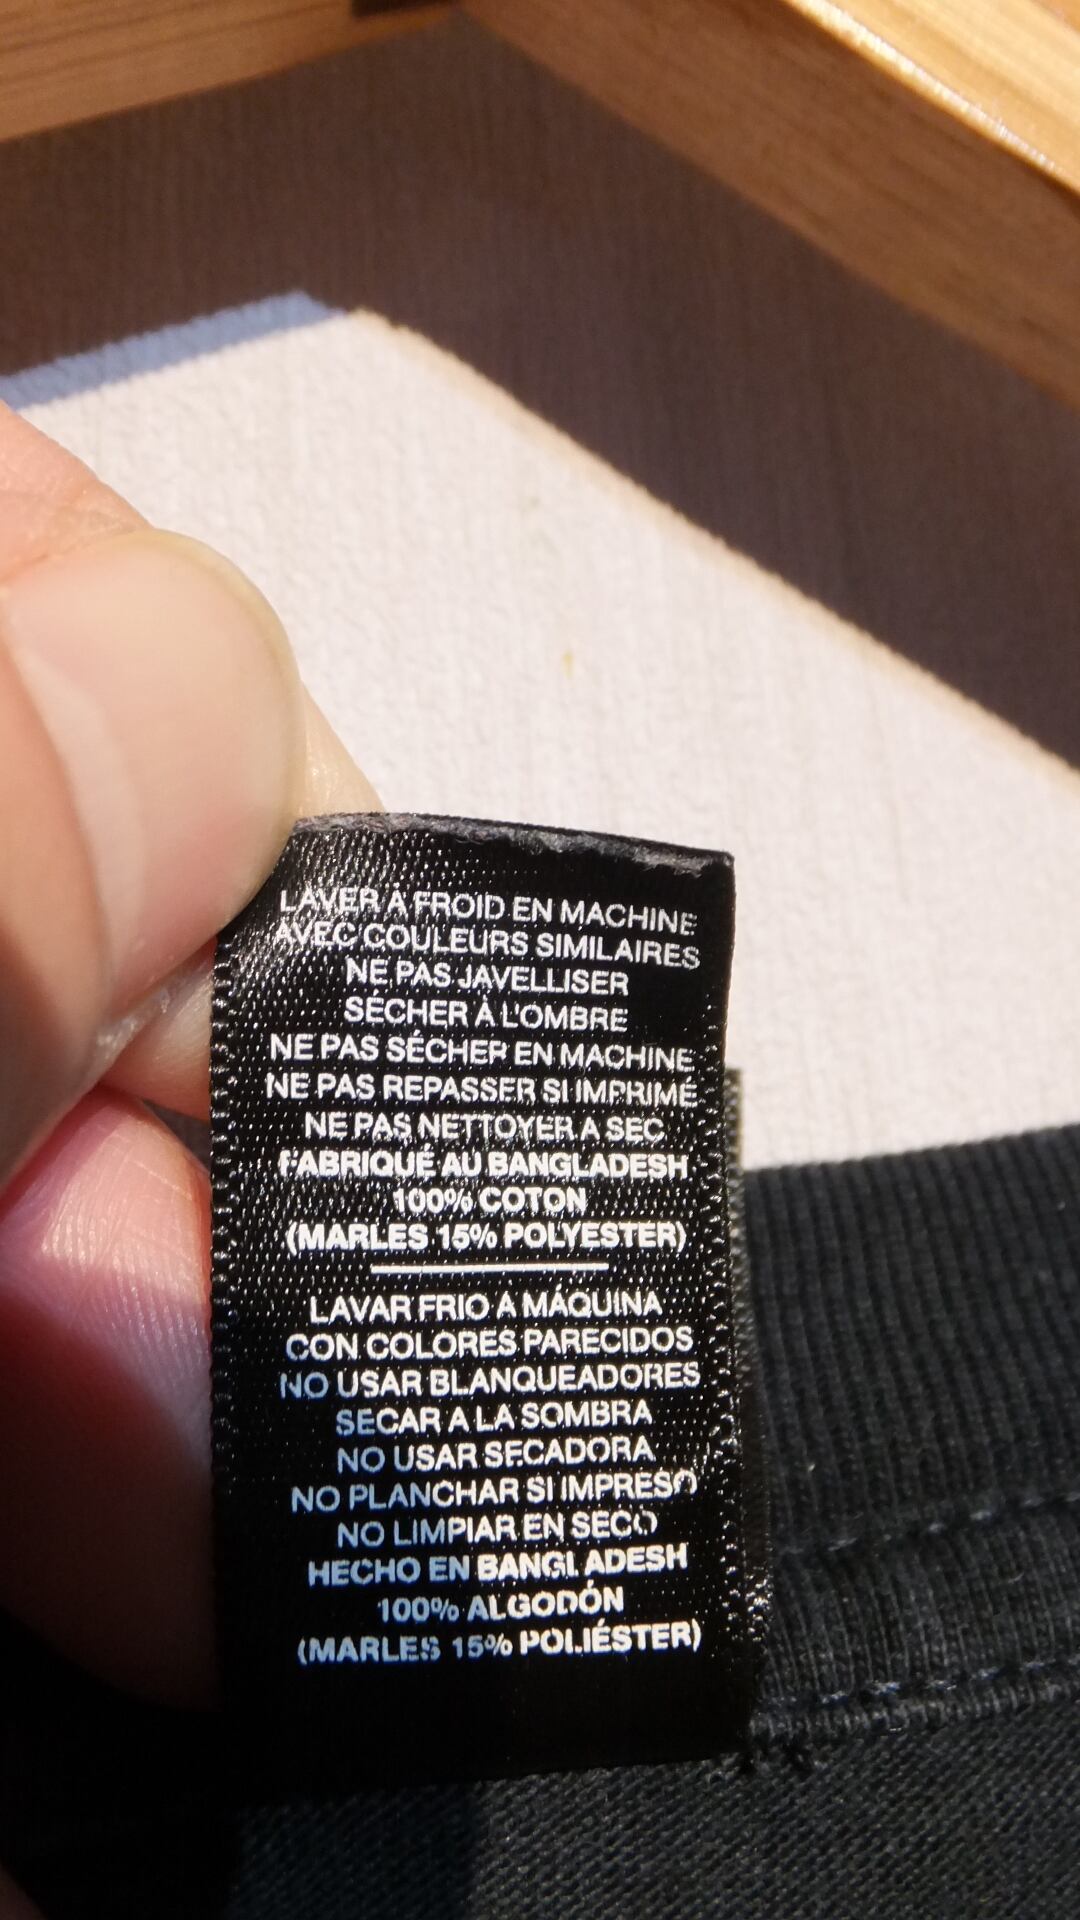 LAVER À FROID EN MACHINE
AVEC COULEURS SIMILAIRES
NE PAS JAVELLISER
SÉCHER À L'OMBRE
NE PAS SÉCHER EN MACHINE
NE PAS REPASSER SI IMPRIMÉ
NE PAS NETTOYER A SEC
FABRIQUÉ AU BANGLADESH
100% COTON
(MARLES 15% POLYESTER)
LAVAR FRIO A MÁQUINA
CON COLORES PARECIDOS
NO USAR BLANQUEADORES
SECAR A LA SOMBRA
NO USAR SECADORA
NO PLANCHAR SI IMPRESO
NO LIMPIAR EN SECO
HECHO EN BANGLADESH
100% ALGODÓN
(MARLES 15% POLIÉSTER)